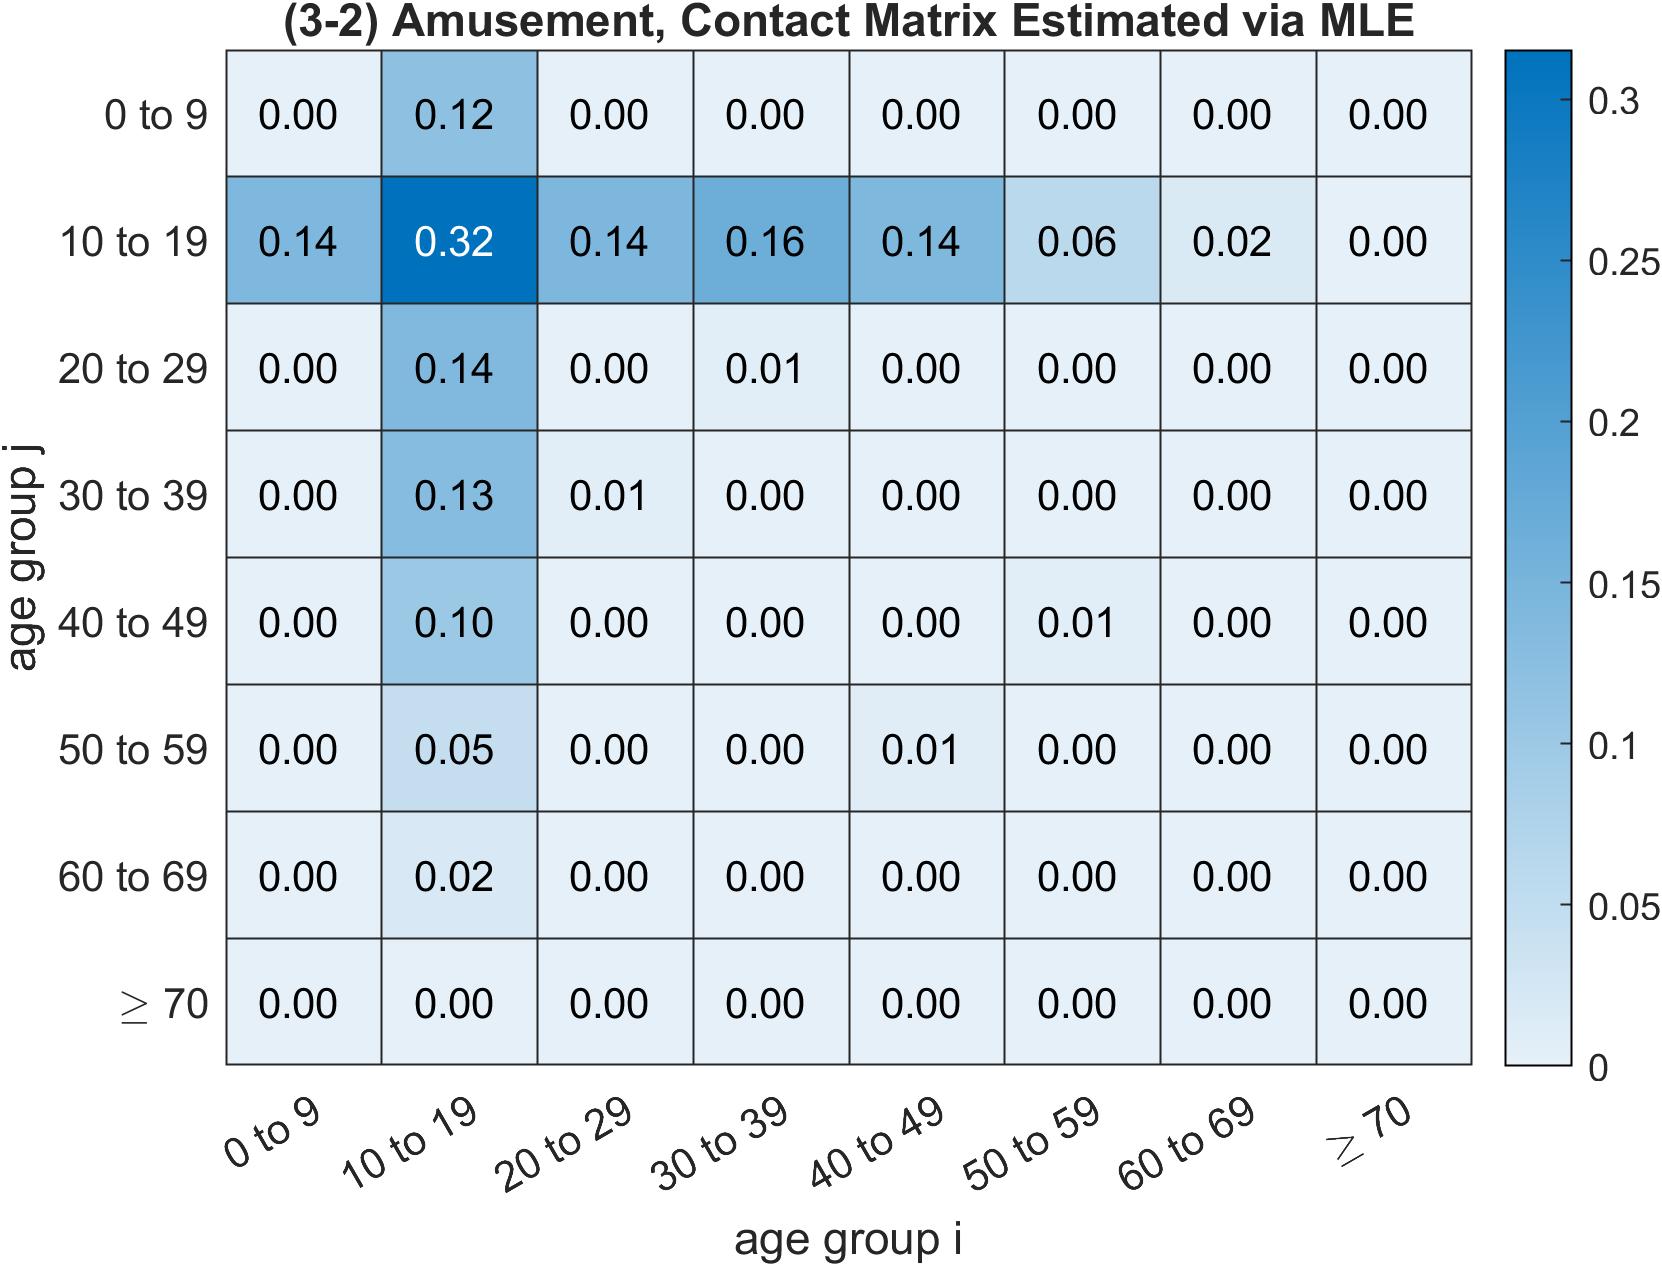 (3-2) Amusement, Contact Matrix Estimated via MLE
0 to 9 0.00 0.12 0.00 0.00 0.00 0.00 0.00 0.00
10 to 19 0.14 0.32 0.14 0.16 0.14 0.06 0.02 0.00
20 to 29 0.00 0.14 0.00 0.01 0.00 0.00 0.00 0.00
30 to 39 0.00 0.13 0.01 0.00 0.00 0.00 0.00 0.00
40 to 49 0.00 0.10 0.00 0.00 0.00 0.01 0.00 0.00
50 to 59 0.00 0.05 0.00 0.00 0.01 0.00 0.00 0.00
60 to 69 0.00 0.02 0.00 0.00 0.00 0.00 0.00 0.00
≥ 70 0.00 0.00 0.00 0.00 0.00 0.00 0.00 0.00
0 to 9 10 to 19 20 to 29 30 to 39 40 to 49 50 to 59 60 to 69 ≥ 70
age group i
age group j
0.3
0.25
0.2
0.15
0.1
0.05
0